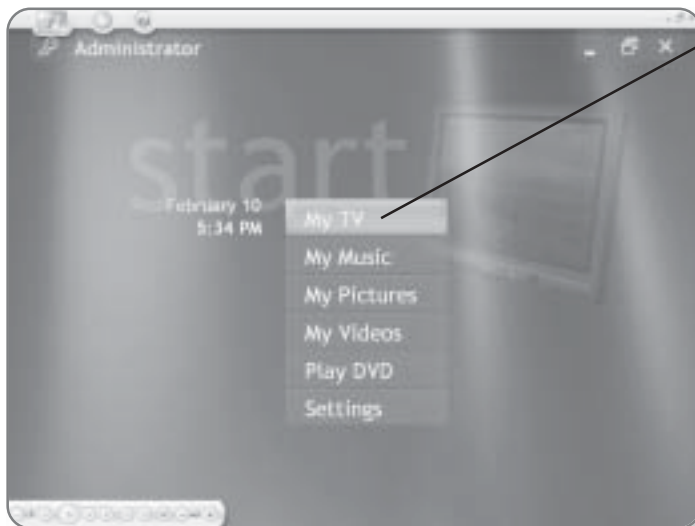 Administrator
start
February 10
5:34 PM
My TV
My Music
My Pictures
My Videos
Play DVD
Settings